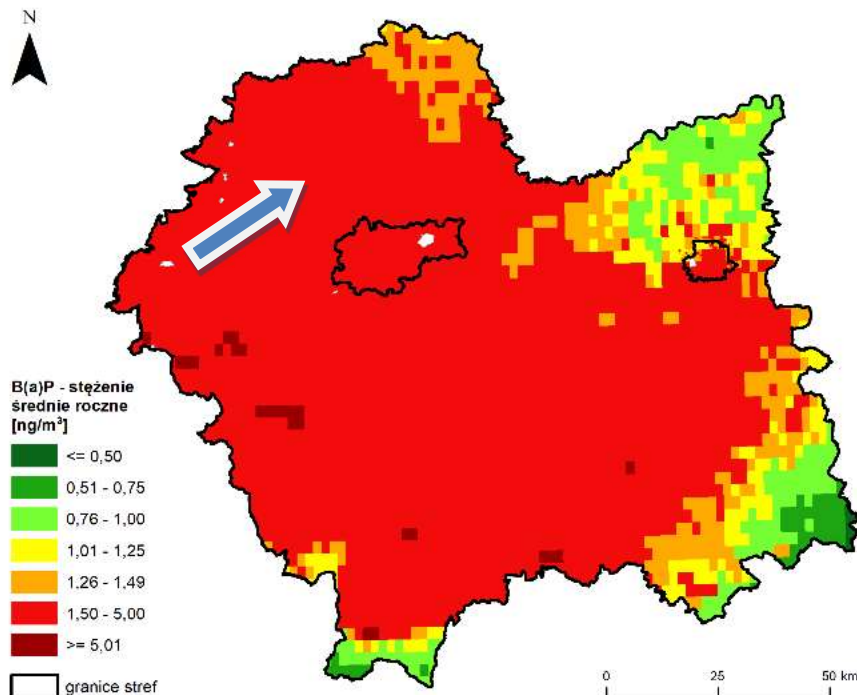 N
B(a)P - stężenie
średnie roczne
[ng/m³]
<= 0,50
0,51 - 0,75
0,76 - 1,00
1,01 - 1,25
1.26 - 1.49
1,50 - 5,00
>= 5,01
granice stref
0 25 50 km